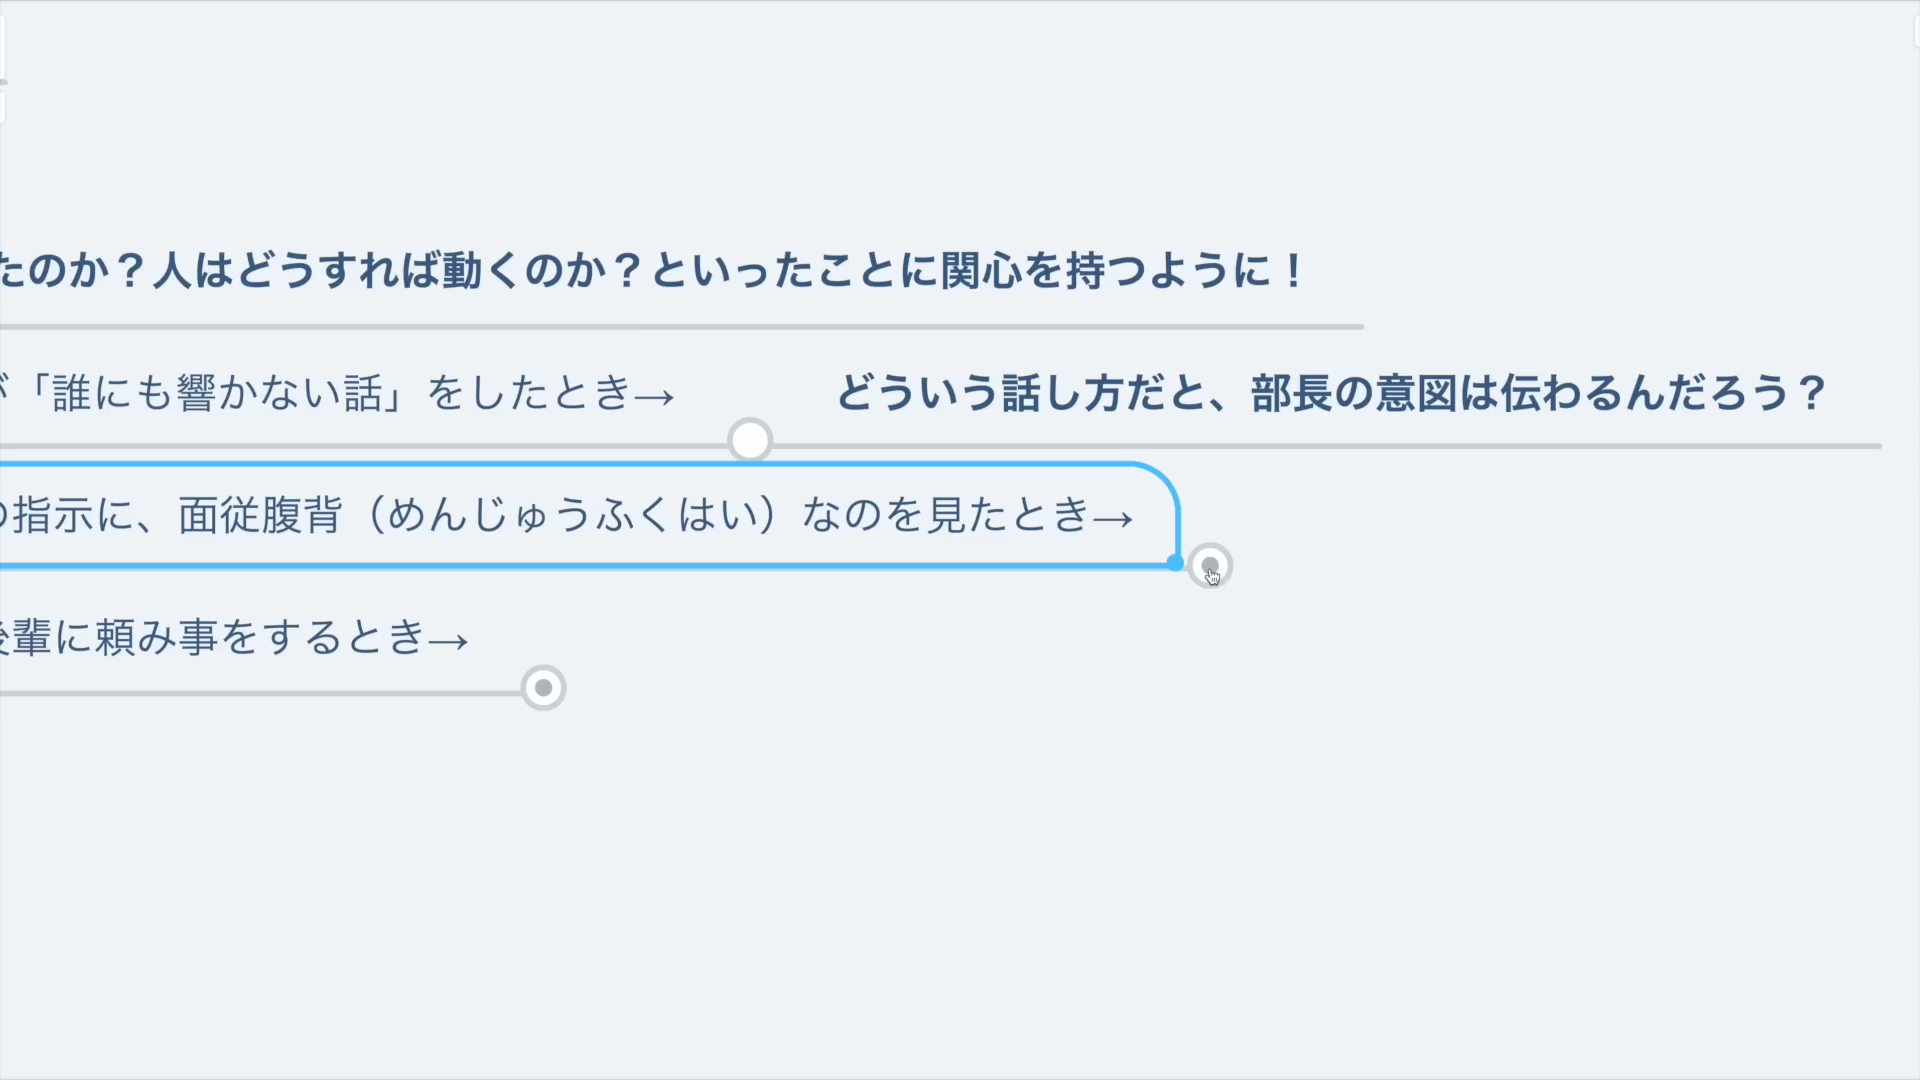 たのか？人はどうすれば動くのか？といったことに関心を持つように！
が「誰にも響かない話」をしたとき→ どういう話し方だと、部長の意図は伝わるんだろう？
の指示に、面従腹背（めんじゅうふくはい）なのを見たとき→
後輩に頼み事をするとき→